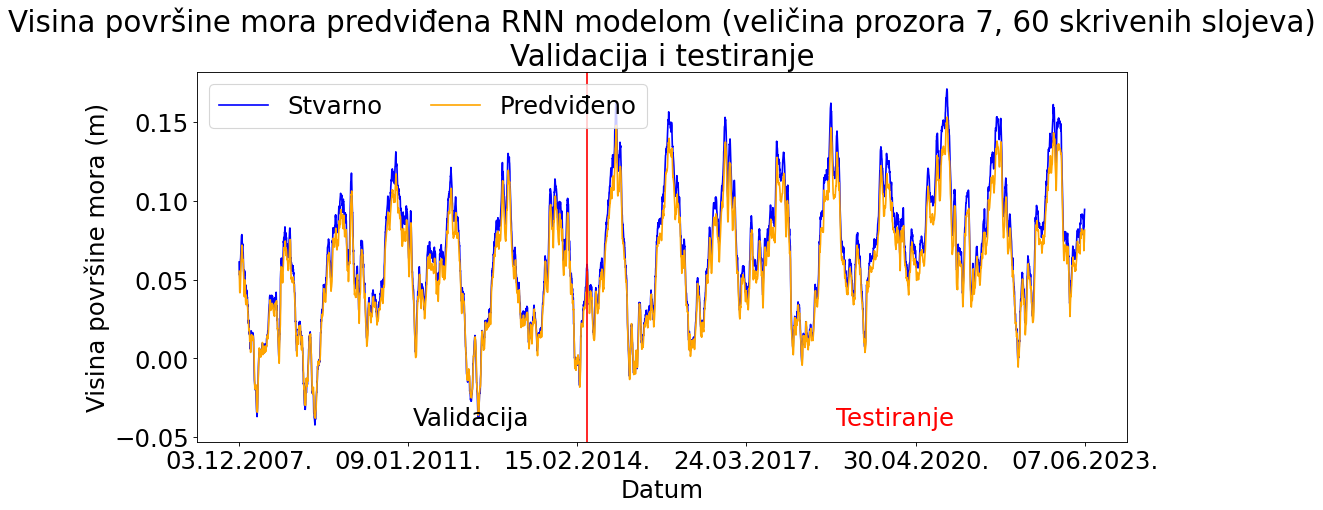 Visina površine mora predviđena RNN modelom (veličina prozora 7, 60 skrivenih slojeva)
Validacija i testiranje
Stvarno
Predviđeno
Visina površine mora (m)
0.15
0.10
0.05
0.00
−0.05
Validacija
Testiranje
03.12.2007.
09.01.2011.
15.02.2014.
24.03.2017.
30.04.2020.
07.06.2023.
Datum